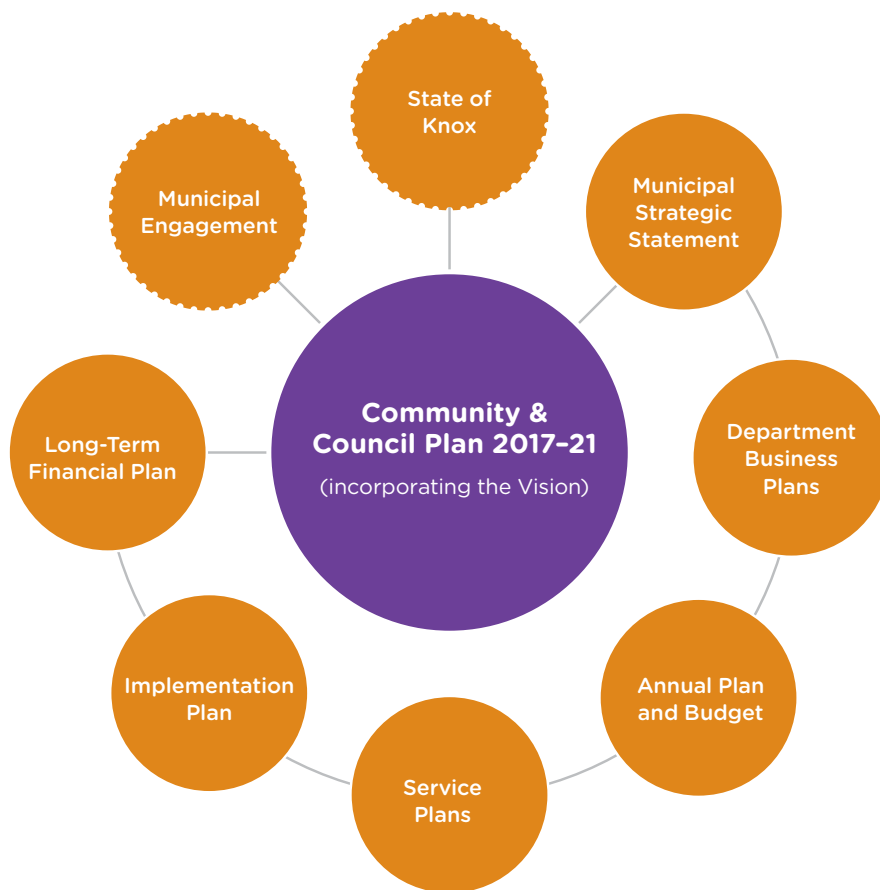 State of
Knox
Municipal
Strategic
Statement
Department
Business
Plans
Annual Plan
and Budget
Service
Plans
Implementation
Plan
Long-Term
Financial Plan
Municipal
Engagement
Community &
Council Plan 2017–21
(incorporating the Vision)